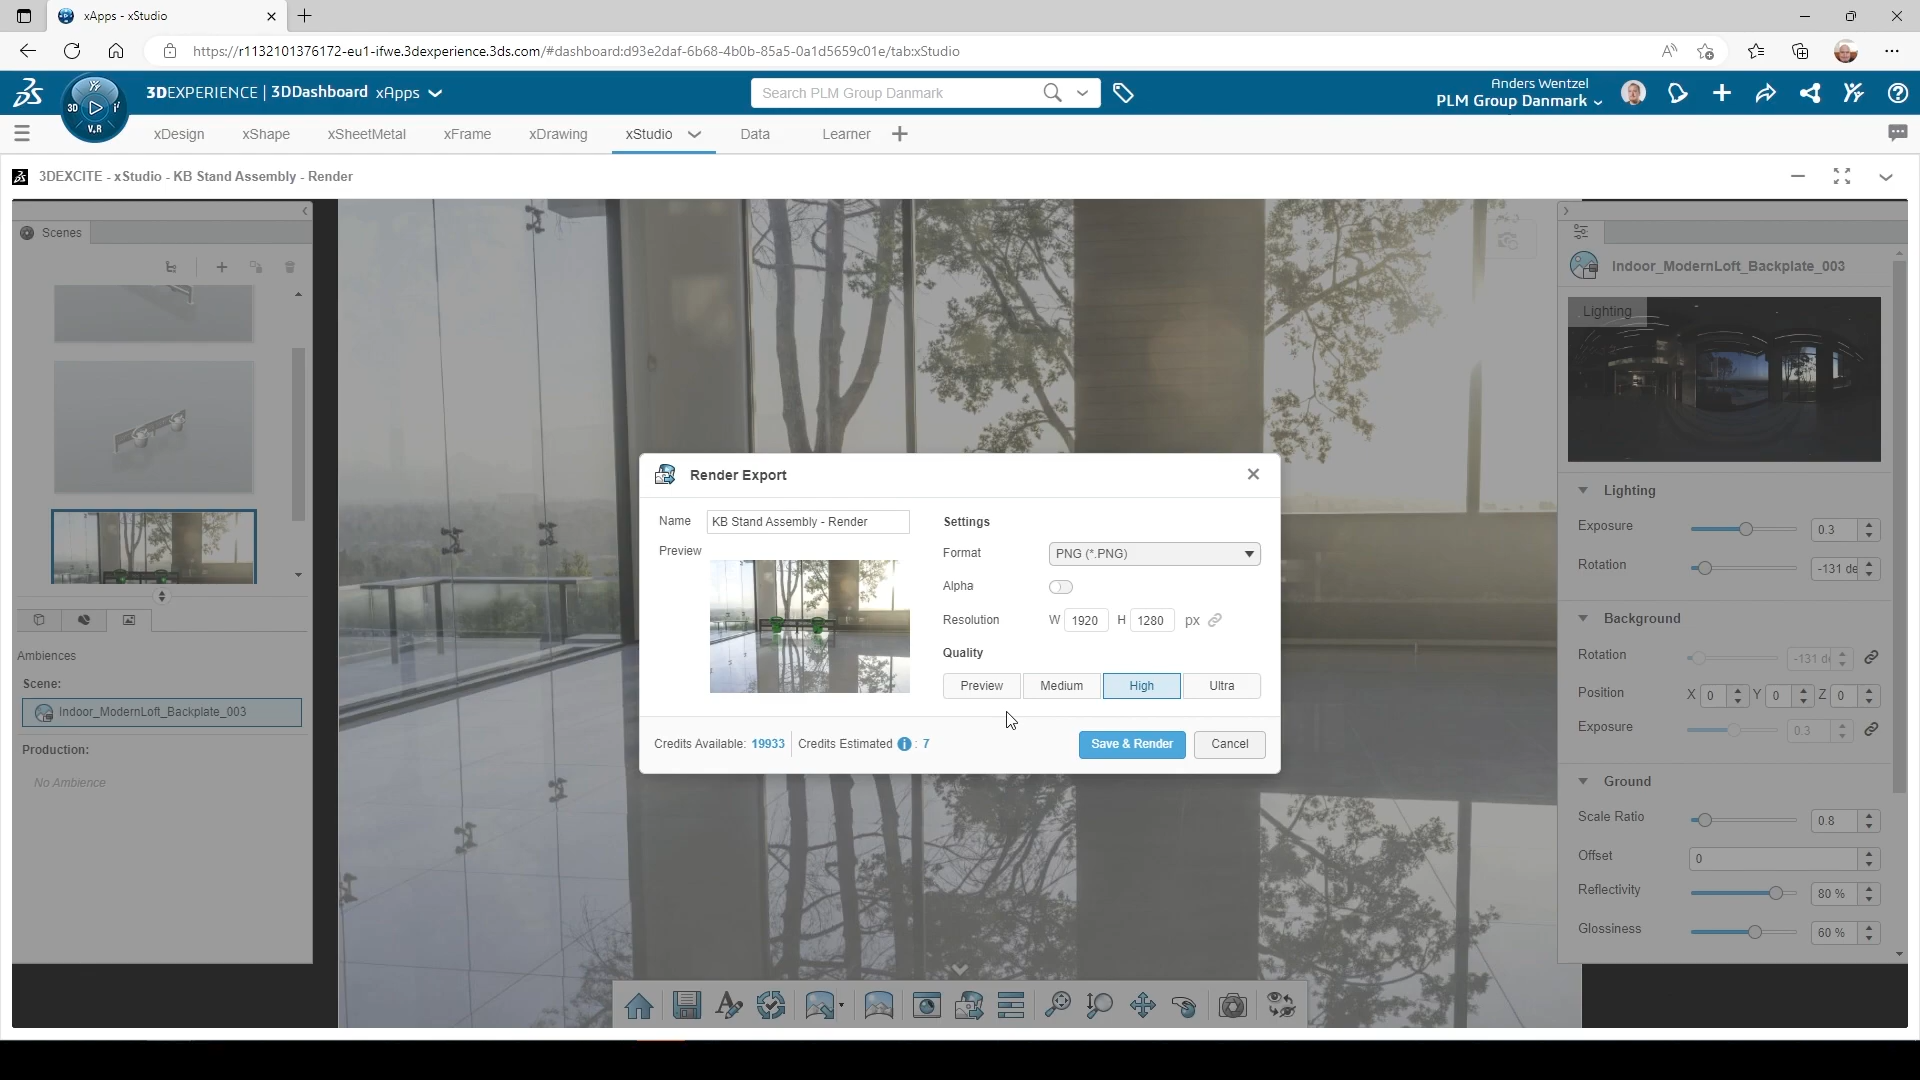 xApps - xStudio
https://r1132101376172-eu1-ifwe.3dexperience.3ds.com/#dashboard:d93e2daf-6b68-4b0b-85a5-0a1d5659c01e/tab:xStudio
3D
V.R
3DEXPERIENCE | 3DDashboard xApps
Search PLM Group Danmark
Anders Wentzel
PLM Group Danmark
xDesign
xShape
xSheetMetal
xFrame
xDrawing
xStudio
Data
Learner
3DEXCITE - xStudio - KB Stand Assembly - Render
Scenes
Ambiences
Scene:
Indoor_ModernLoft_Backplate_003
Production:
No Ambience
Render Export
Name
KB Stand Assembly - Render
Preview
Settings
Format
PNG (*.PNG)
Alpha
Resolution
W 1920 H 1280 px
Quality
Preview
Medium
High
Ultra
Credits Available: 19933
Credits Estimated : 7
Save & Render
Cancel
Indoor_ModernLoft_Backplate_003
Lighting
Lighting
Exposure
0.3
Rotation
-131 de
Background
Rotation
-131 d
Position
X 0 Y 0 Z 0
Exposure
0.3
Ground
Scale Ratio
0.8
Offset
0
Reflectivity
80 %
Glossiness
60 %